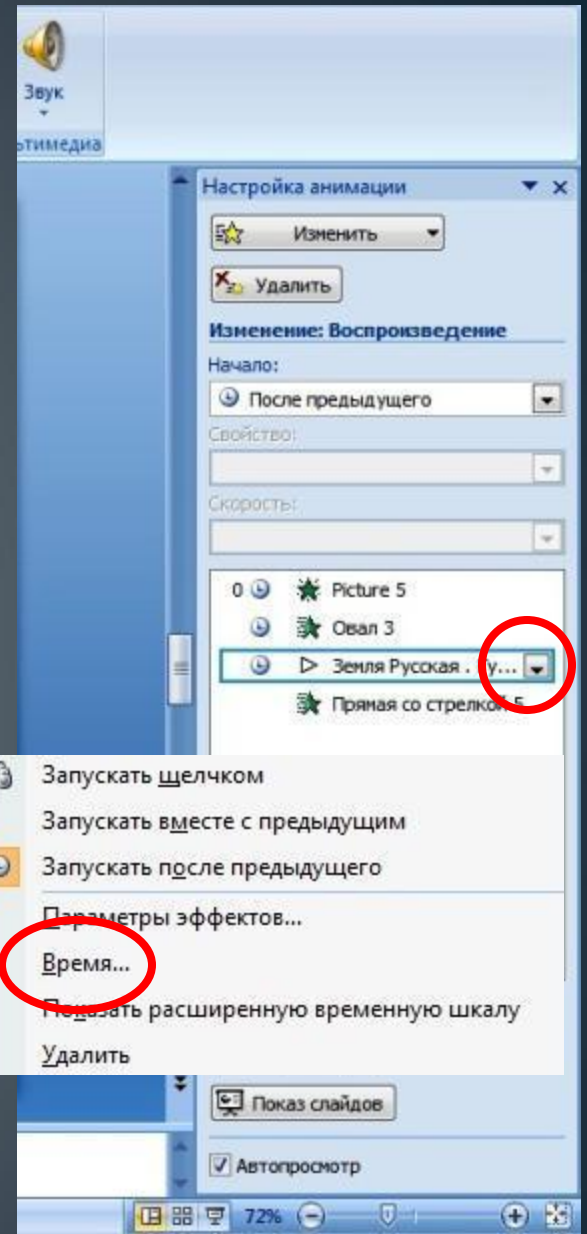 Звук
ьтимедиа
Настройка анимации
Изменить
Удалить
Изменение: Воспроизведение
Начало:
После предыдущего
Свойство:
Скорость:
0 Picture 5
Овал 3
Земля Русская . Гу...
Прямая со стрелкой 5
Запускать щелчком
Запускать вместе с предыдущим
Запускать после предыдущего
Параметры эффектов...
Время...
Показать расширенную временную шкалу
Удалить
Показ слайдов
Автопросмотр
72%